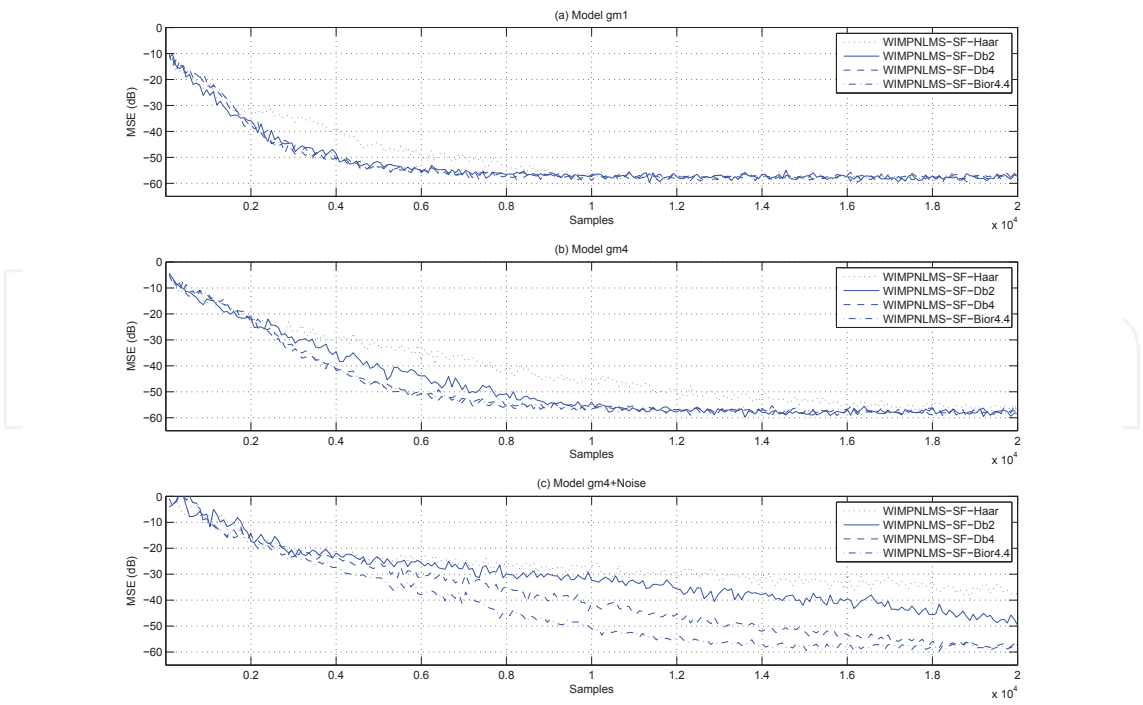 (a) Model gm1
0
−10
−20
−30
−40
−50
−60
MSE (dB)
WIMPNLMS−SF−Haar
WIMPNLMS−SF−Db2
WIMPNLMS−SF−Db4
WIMPNLMS−SF−Bior4.4
0.2 0.4 0.6 0.8 1 1.2 1.4 1.6 1.8 2
Samples
x 10^4
(b) Model gm4
0
−10
−20
−30
−40
−50
−60
MSE (dB)
WIMPNLMS−SF−Haar
WIMPNLMS−SF−Db2
WIMPNLMS−SF−Db4
WIMPNLMS−SF−Bior4.4
0.2 0.4 0.6 0.8 1 1.2 1.4 1.6 1.8 2
Samples
x 10^4
(c) Model gm4+Noise
0
−10
−20
−30
−40
−50
−60
MSE (dB)
WIMPNLMS−SF−Haar
WIMPNLMS−SF−Db2
WIMPNLMS−SF−Db4
WIMPNLMS−SF−Bior4.4
0.2 0.4 0.6 0.8 1 1.2 1.4 1.6 1.8 2
Samples
x 10^4